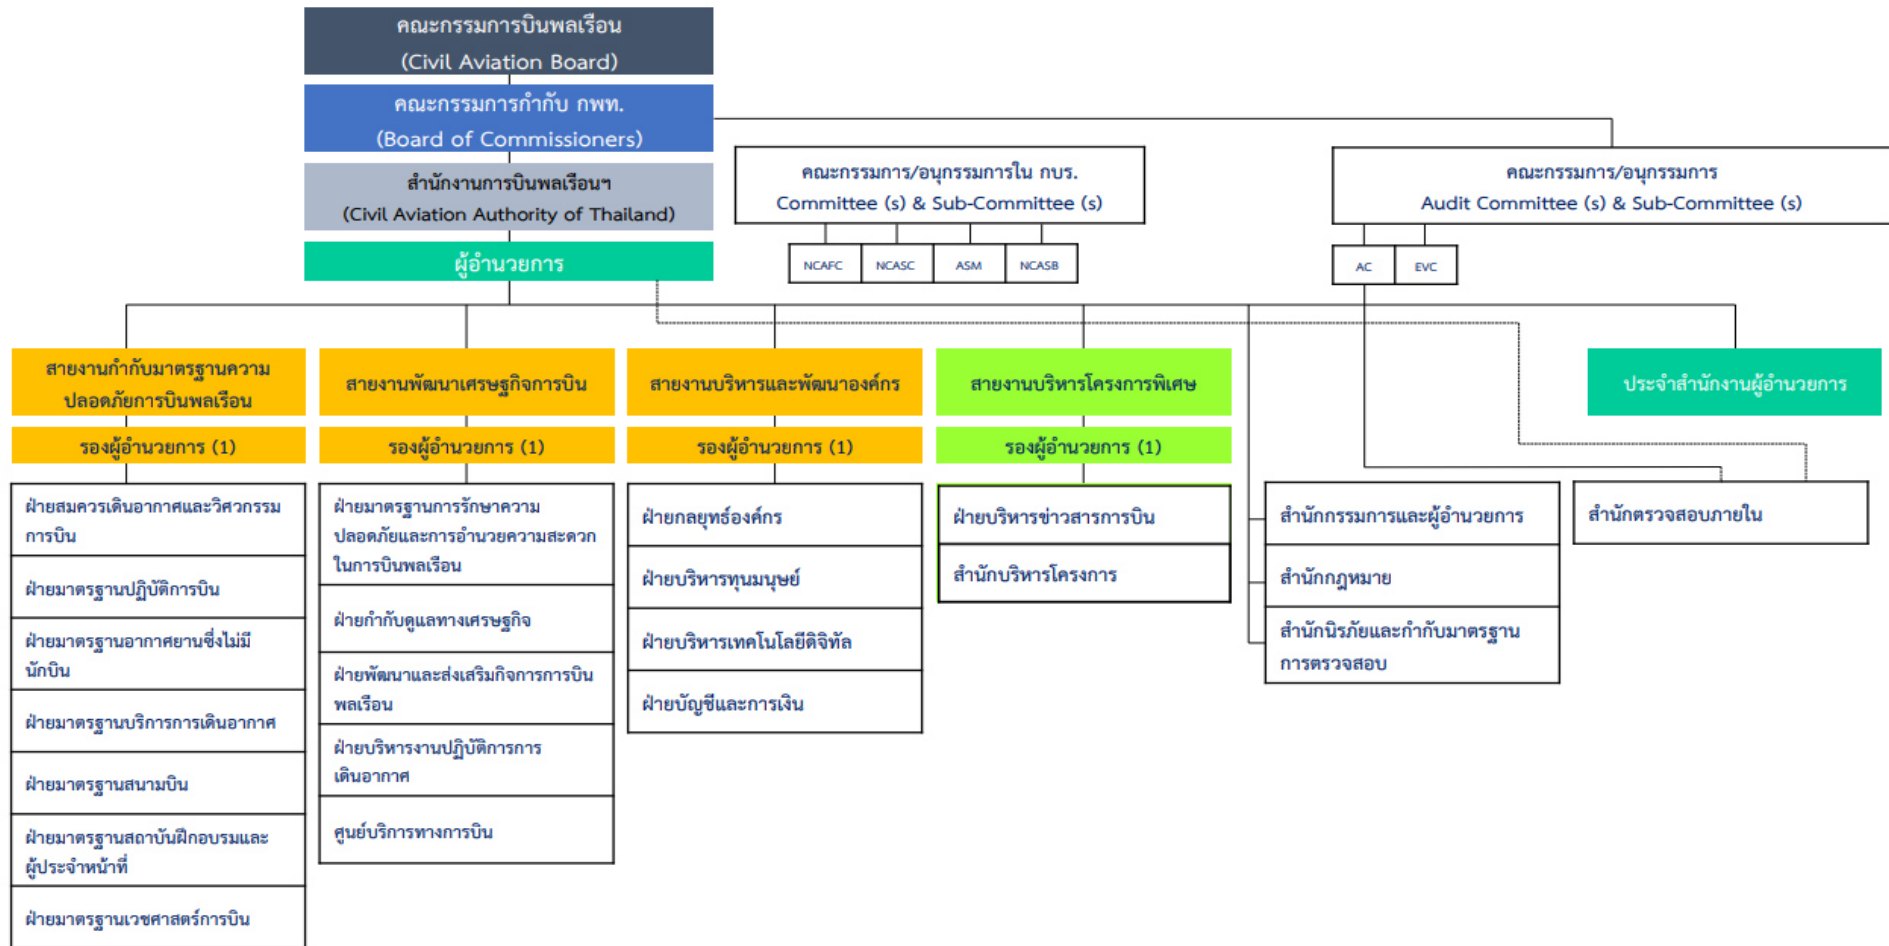 คณะกรรมการบินพลเรือน
(Civil Aviation Board)
คณะกรรมการกำกับ กพท.
(Board of Commissioners)
สำนักงานการบินพลเรือนฯ
(Civil Aviation Authority of Thailand)
ผู้อำนวยการ
คณะกรรมการ/อนุกรรมการใน กบร.
Committee (s) & Sub-Committee (s)
NCAFC
NCASC
ASM
NCASB
คณะกรรมการ/อนุกรรมการ
Audit Committee (s) & Sub-Committee (s)
AC
EVC
สายงานกำกับมาตรฐานความ
ปลอดภัยการบินพลเรือน
รองผู้อำนวยการ (1)
ฝ่ายสมควรเดินอากาศและวิศวกรรม
การบิน
ฝ่ายมาตรฐานปฏิบัติการบิน
ฝ่ายมาตรฐานอากาศยานซึ่งไม่มี
นักบิน
ฝ่ายมาตรฐานบริการการเดินอากาศ
ฝ่ายมาตรฐานสนามบิน
ฝ่ายมาตรฐานสถาบันฝึกอบรมและ
ผู้ประจำหน้าที่
ฝ่ายมาตรฐานเวชศาสตร์การบิน
สายงานพัฒนาเศรษฐกิจการบิน
รองผู้อำนวยการ (1)
ฝ่ายมาตรฐานการรักษาความ
ปลอดภัยและการอำนวยความสะดวก
ในการบินพลเรือน
ฝ่ายกำกับดูแลทางเศรษฐกิจ
ฝ่ายพัฒนาและส่งเสริมกิจการการบิน
พลเรือน
ฝ่ายบริหารงานปฏิบัติการการ
เดินอากาศ
ศูนย์บริการทางการบิน
สายงานบริหารและพัฒนาองค์กร
รองผู้อำนวยการ (1)
ฝ่ายกลยุทธ์องค์กร
ฝ่ายบริหารทุนมนุษย์
ฝ่ายบริหารเทคโนโลยีดิจิทัล
ฝ่ายบัญชีและการเงิน
สายงานบริหารโครงการพิเศษ
รองผู้อำนวยการ (1)
ฝ่ายบริหารข่าวสารการบิน
สำนักบริหารโครงการ
สำนักกรรมการและผู้อำนวยการ
สำนักกฎหมาย
สำนักนิรภัยและกำกับมาตรฐาน
การตรวจสอบ
ประจำสำนักงานผู้อำนวยการ
สำนักตรวจสอบภายใน